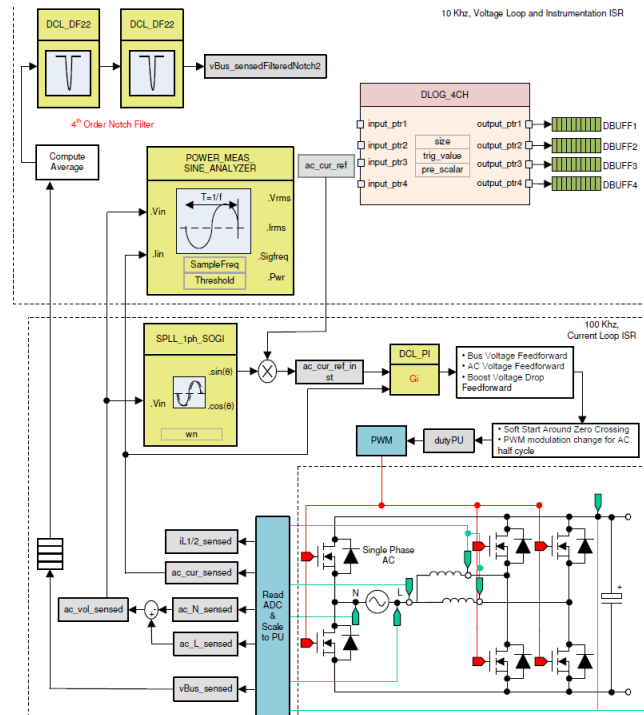 10 Khz, Voltage Loop and Instrumentation ISR
DCL_DF22
DCL_DF22
vBus_sensedFilteredNotch2
4th Order Notch Filter
Compute
Average
POWER_MEAS_
SINE_ANALYZER
T=1/f
.Vin
.Iin
.Vrms
.Irms
.Sigfreq
.Pwr
SampleFreq
Threshold
ac_cur_ref
DLOG_4CH
input_ptr1
input_ptr2
input_ptr3
input_ptr4
size
trig_value
pre_scalar
output_ptr1
output_ptr2
output_ptr3
output_ptr4
DBUFF1
DBUFF2
DBUFF3
DBUFF4
100 Khz,
Current Loop ISR
SPLL_1ph_SOGI
.Vin
.sin(θ)
.cos(θ)
wn
ac_cur_ref_in
st
DCL_PI
Gi
• Bus Voltage Feedforward
• AC Voltage Feedforward
• Boost Voltage Drop
Feedforward
• Soft Start Around Zero Crossing
• PWM modulation change for AC
half cycle
dutyPU
PWM
iL1/2_sensed
ac_cur_sensed
ac_vol_sensed
-
+
ac_N_sensed
ac_L_sensed
vBus_sensed
Read
ADC
&
Scale
to PU
Single Phase
AC
N
L
+